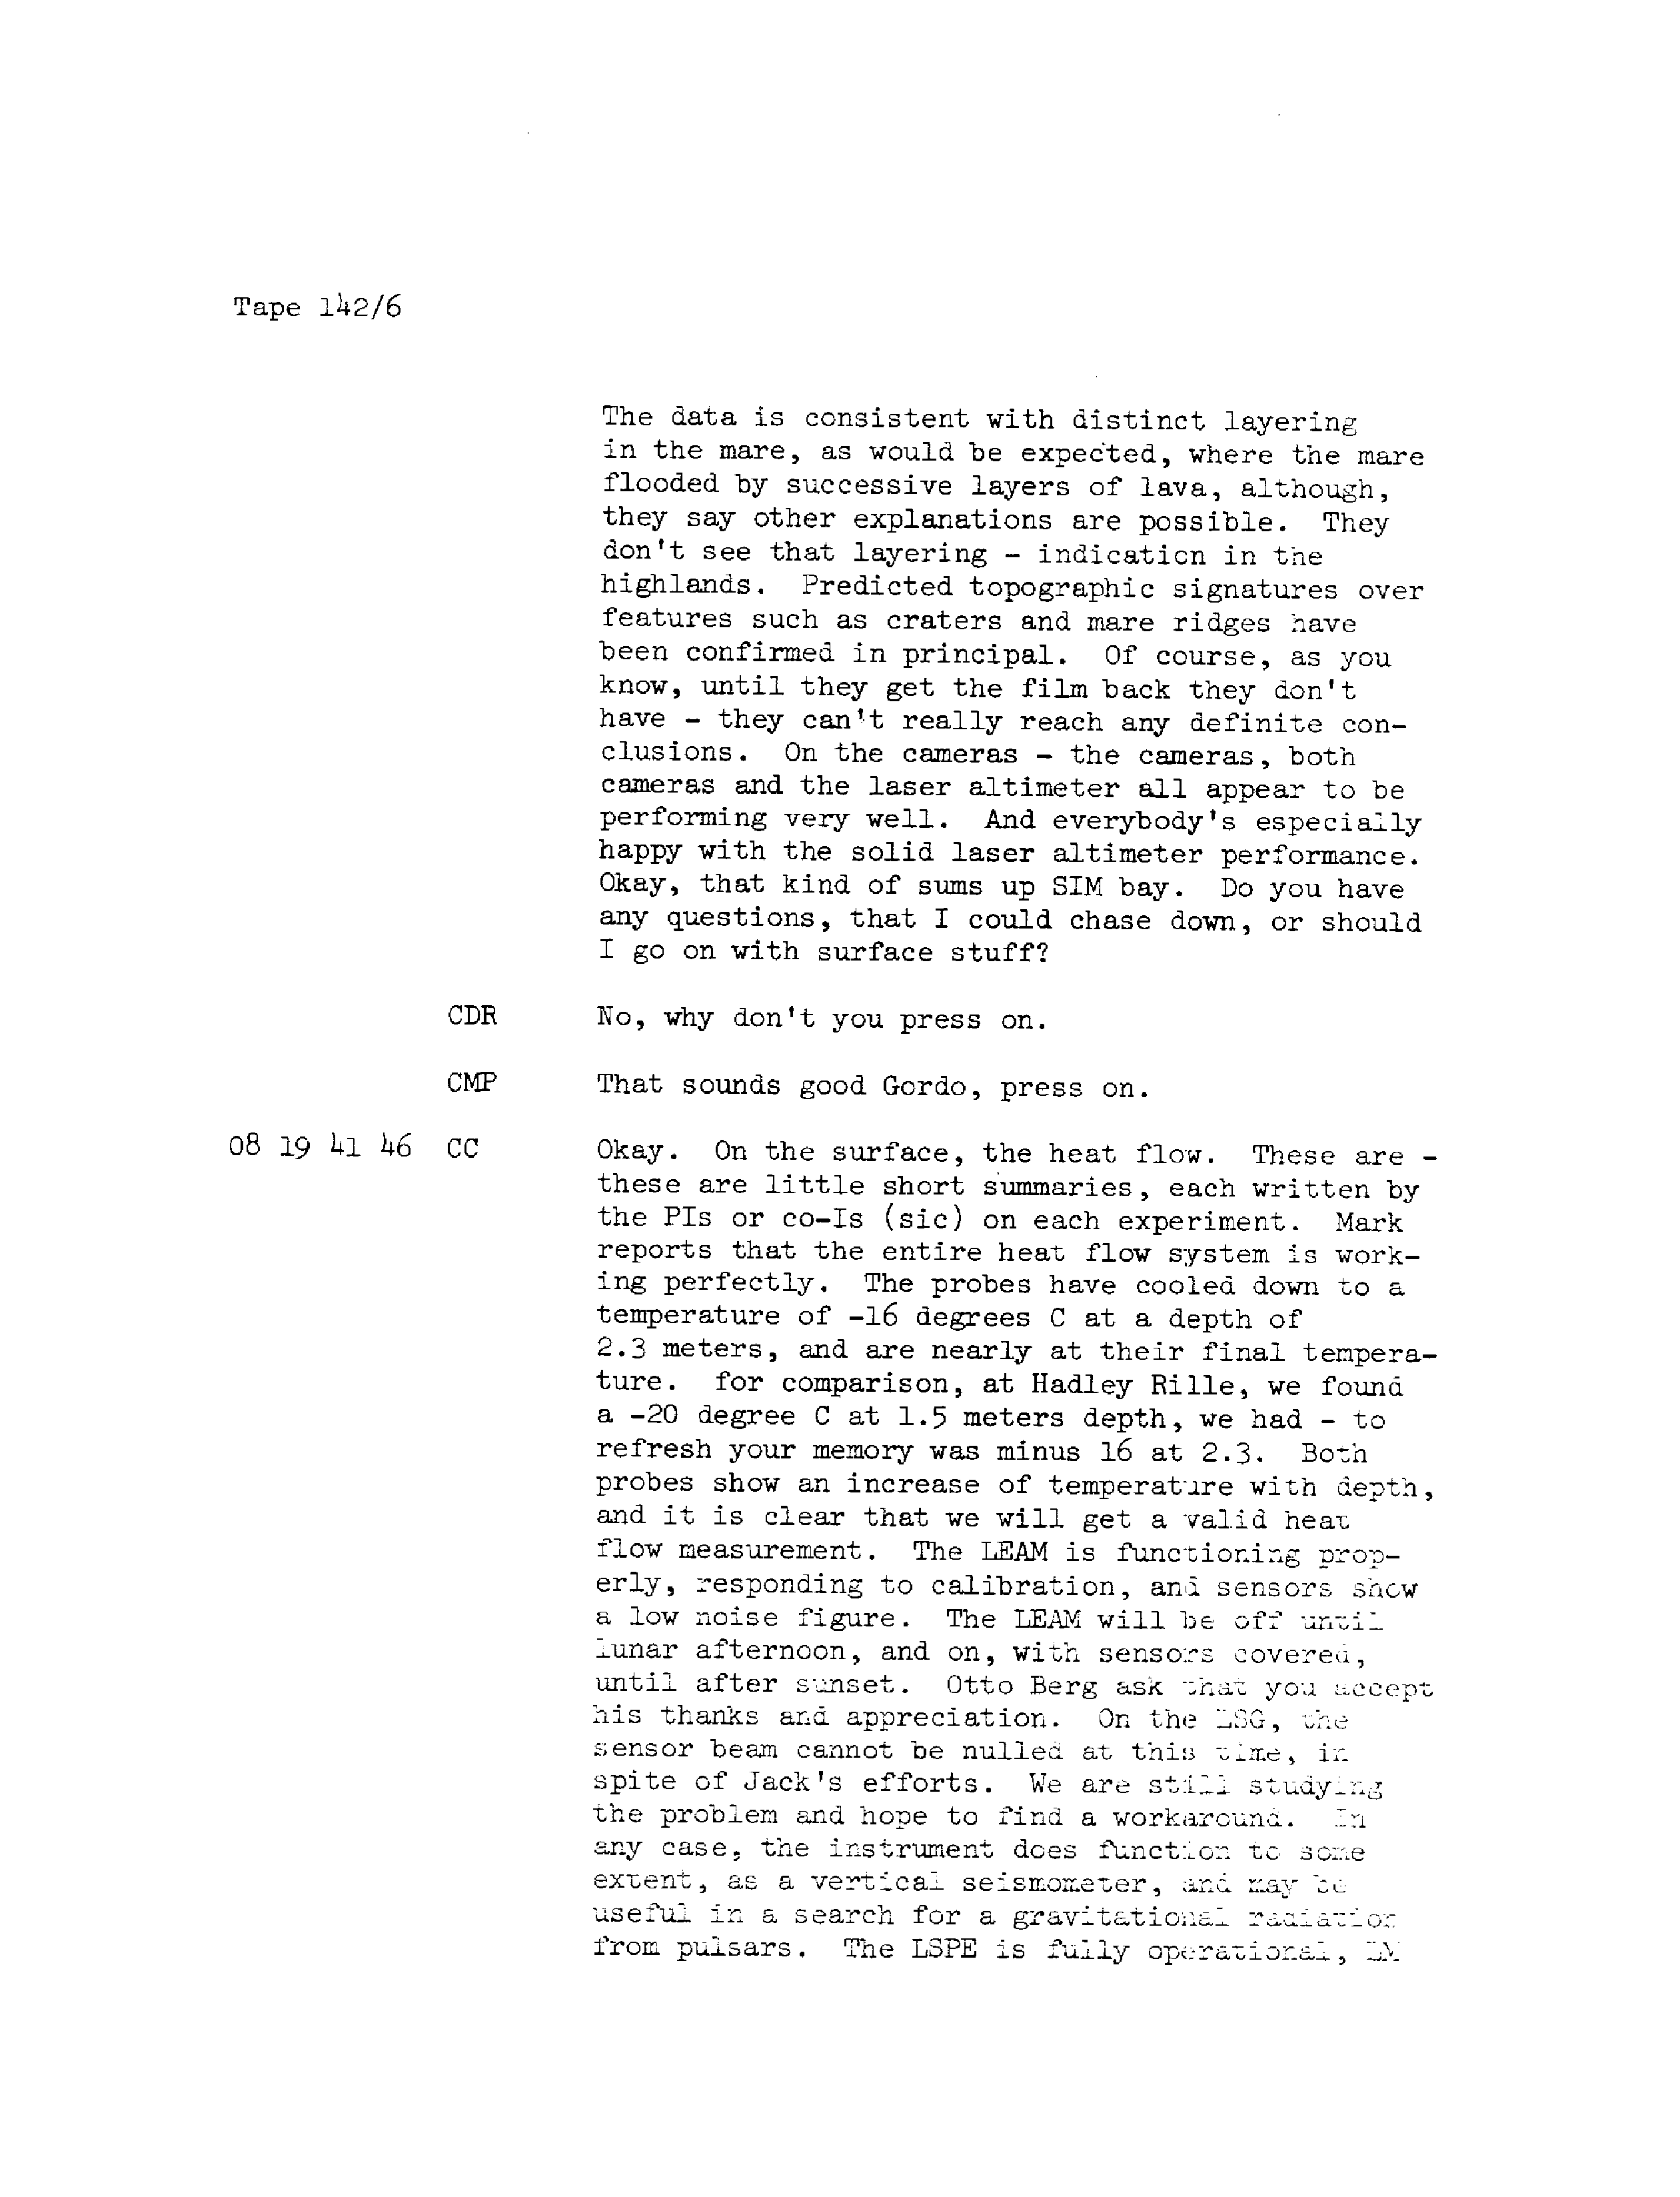 Tape 142/6
The data is consistent with distinct layering
in the mare, as would be expected, where the mare
flooded by successive layers of lava, although,
they say other explanations are possible. They
don't see that layering - indication in the
highlands. Predicted topographic signatures over
features such as craters and mare ridges have
been confirmed in principal. Of course, as you
know, until they get the film back they don't
have - they can't really reach any definite con-
clusions. On the cameras - the cameras, both
cameras and the laser altimeter all appear to be
performing very well. And everybody's especially
happy with the solid laser altimeter performance.
Okay, that kind of sums up SIM bay. Do you have
any questions, that I could chase down, or should
I go on with surface stuff?
CDR No, why don't you press on.
CMP That sounds good Gordo, press on.
08 19 41 46 CC Okay. On the surface, the heat flow. These are -
these are little short summaries, each written by
the PIs or co-Is (sic) on each experiment. Mark
reports that the entire heat flow system is work-
ing perfectly. The probes have cooled down to a
temperature of -16 degrees C at a depth of
2.3 meters, and are nearly at their final tempera-
ture. for comparison, at Hadley Rille, we found
a -20 degree C at 1.5 meters depth, we had - to
refresh your memory was minus 16 at 2.3. Both
probes show an increase of temperature with depth,
and it is clear that we will get a valid heat
flow measurement. The LEAM is functioning prop-
erly, responding to calibration, and sensors show
a low noise figure. The LEAM will be off until
lunar afternoon, and on, with sensors covered,
until after sunset. Otto Berg ask that you accept
his thanks and appreciation. On the LSG, the
sensor beam cannot be nulled at this time, in
spite of Jack's efforts. We are still studying
the problem and hope to find a workaround. In
any case, the instrument does function to some
extent, as a vertical seismometer, and may be
useful in a search for a gravitational radiation
from pulsars. The LSPE is fully operational, LM